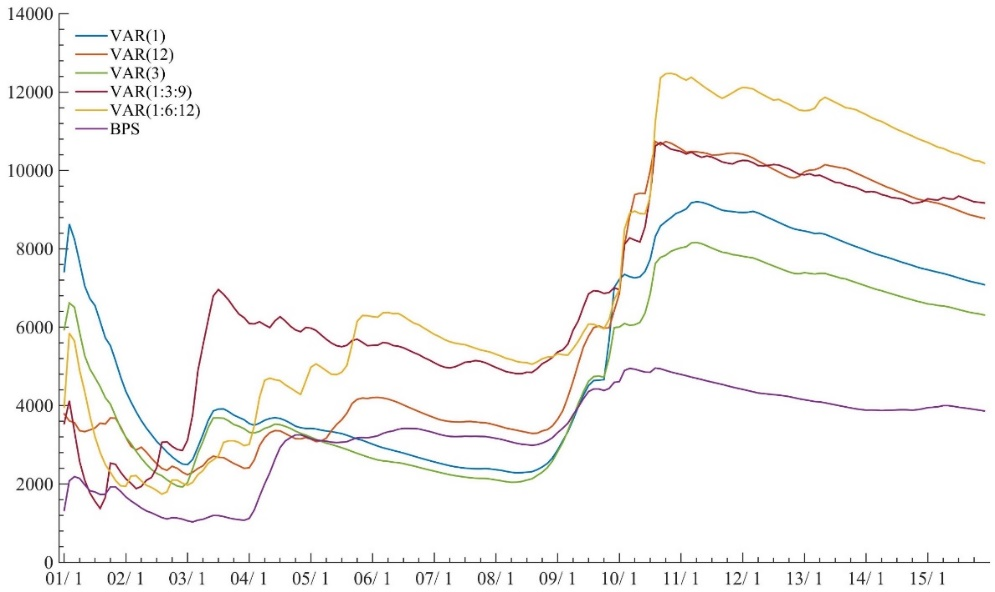 14000
12000
10000
8000
6000
4000
2000
0
VAR(1)
VAR(12)
VAR(3)
VAR(1:3:9)
VAR(1:6:12)
BPS
01/ 1 02/ 1 03/ 1 04/ 1 05/ 1 06/ 1 07/ 1 08/ 1 09/ 1 10/ 1 11/ 1 12/ 1 13/ 1 14/ 1 15/ 1